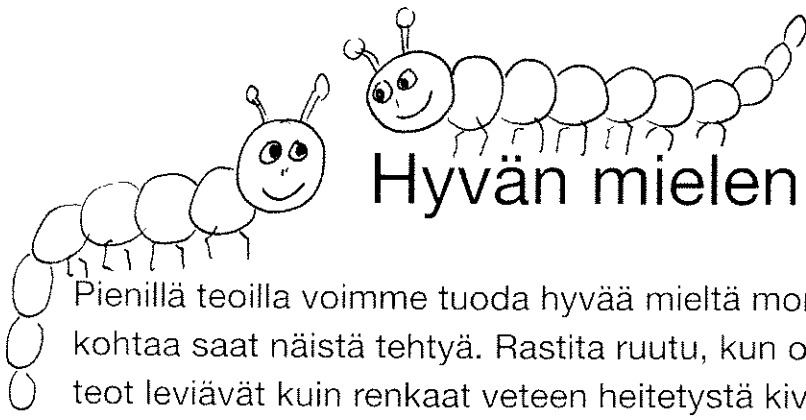 Hyvän mielen
Pienillä teoilla voimme tuoda hyvää mieltä
kohtaa saat näistä tehtyä. Rastita ruutu, kun
teot leviävät kuin renkaat veteen heitetystä